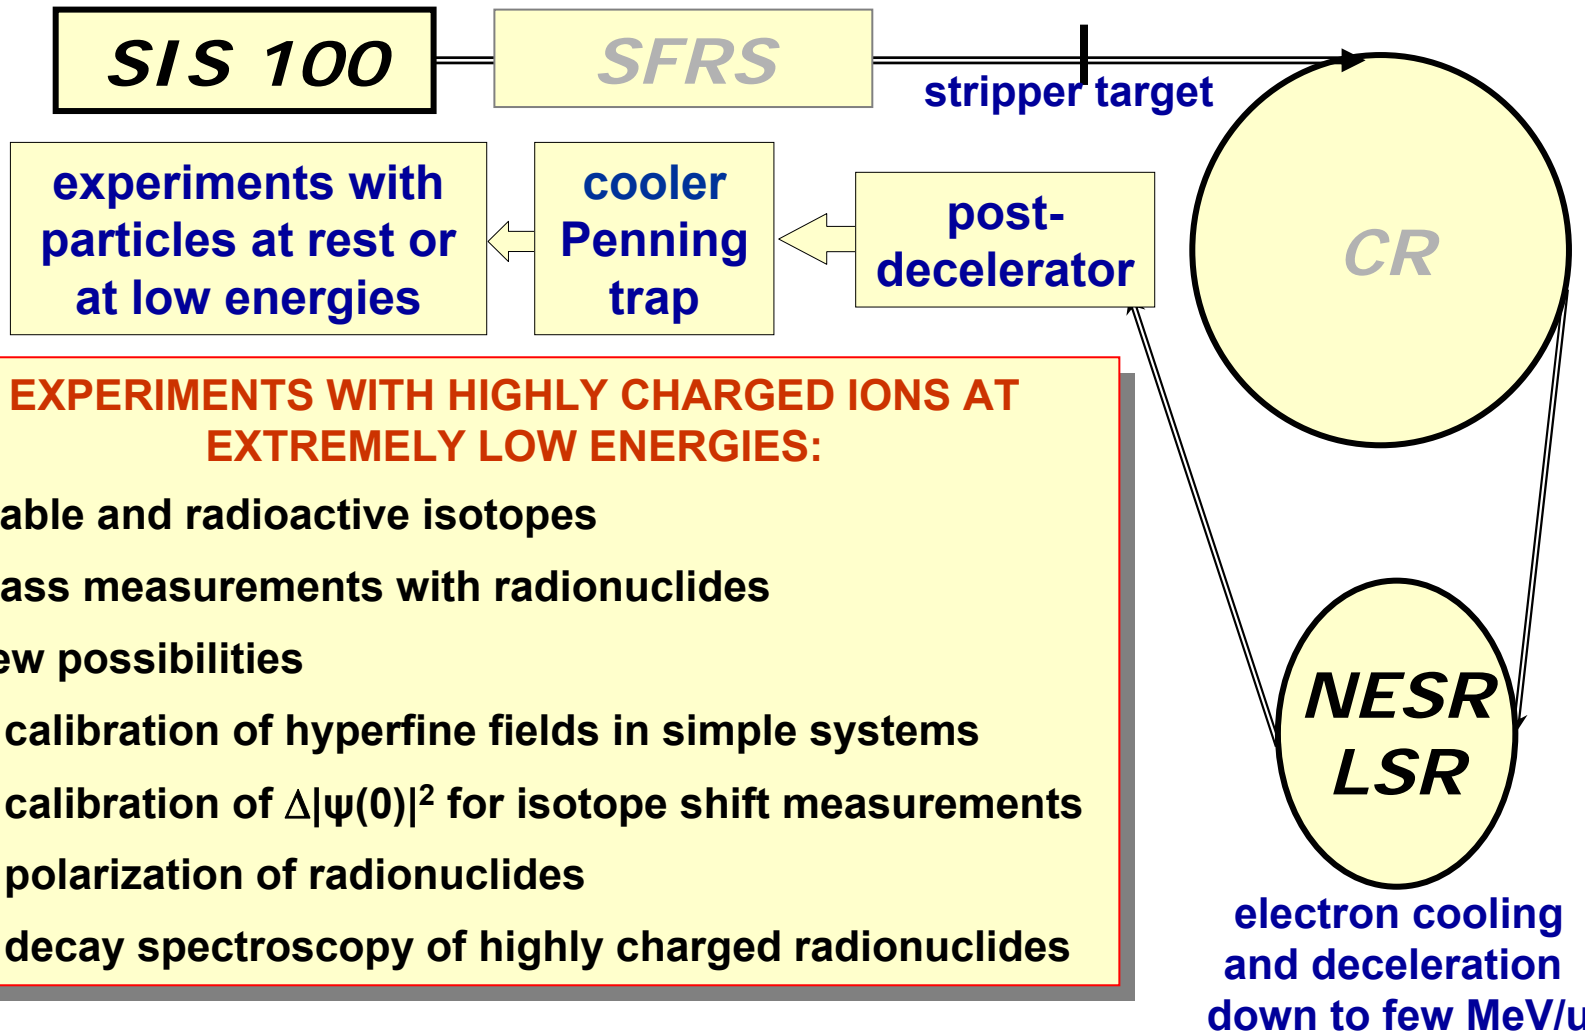 SIS 100
SFRS
stripper target
experiments with
particles at rest or
at low energies
cooler
Penning
trap
post-
decelerator
CR
EXPERIMENTS WITH HIGHLY CHARGED IONS AT
EXTREMELY LOW ENERGIES:
and radioactive isotopes
measurements with radionuclides
possibilities
calibration of hyperfine fields in simple systems
calibration of Δ|ψ(0)|² for isotope shift measurements
polarization of radionuclides
decay spectroscopy of highly charged radionuclides
NESR
LSR
electron cooling
and deceleration
down to few MeV/u